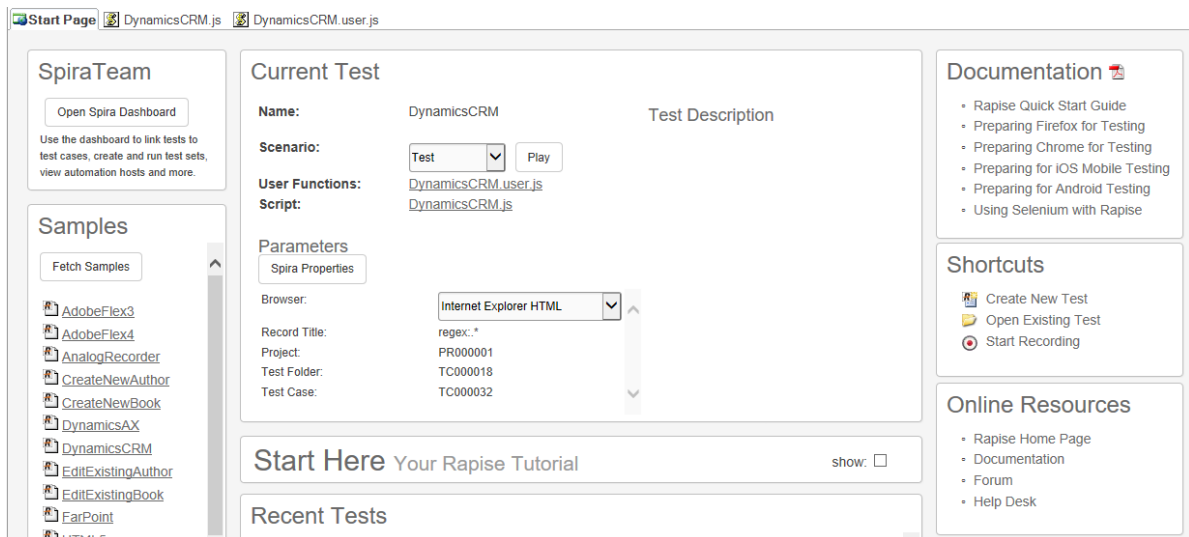 Start Page DynamicsCRM.js DynamicsCRM.user.js
SpiraTeam
Open Spira Dashboard
Use the dashboard to link tests to
test cases, create and run test sets,
view automation hosts and more.
Samples
Fetch Samples
AdobeFlex3
AdobeFlex4
AnalogRecorder
CreateNewAuthor
CreateNewBook
DynamicsAX
DynamicsCRM
EditExistingAuthor
EditExistingBook
FarPoint
Current Test
Name: DynamicsCRM
Test Description
Scenario: Test Play
User Functions: DynamicsCRM.user.js
Script: DynamicsCRM.js
Parameters
Spira Properties
Browser: Internet Explorer HTML
Record Title: regex:.*
Project: PR000001
Test Folder: TC000018
Test Case: TC000032
Start Here Your Rapise Tutorial show:
Recent Tests
Documentation
Rapise Quick Start Guide
Preparing Firefox for Testing
Preparing Chrome for Testing
Preparing for iOS Mobile Testing
Preparing for Android Testing
Using Selenium with Rapise
Shortcuts
Create New Test
Open Existing Test
Start Recording
Online Resources
Rapise Home Page
Documentation
Forum
Help Desk